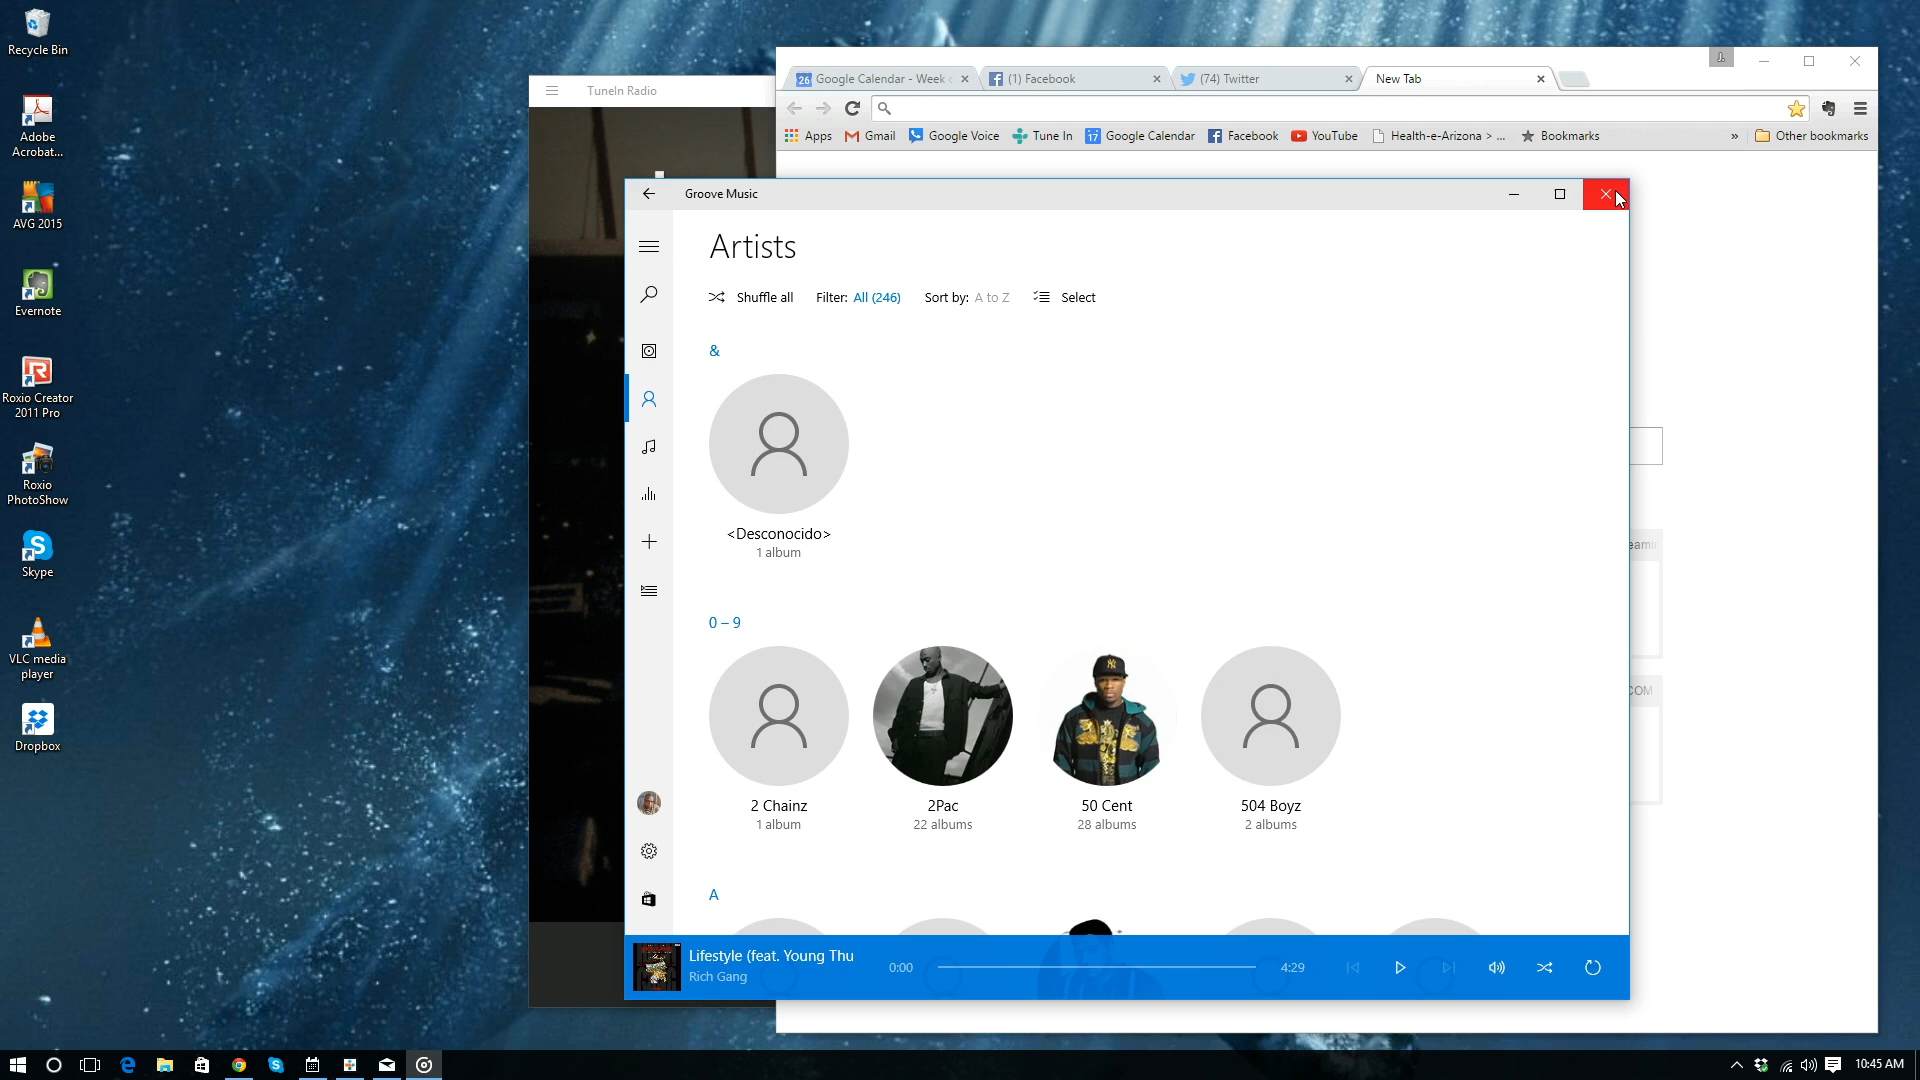 Recycle Bin
Adobe
Acrobat...
AVG 2015
Evernote
Roxio Creator
2011 Pro
Roxio
PhotoShow
Skype
VLC media
player
Dropbox
TuneIn Radio
26 Google Calendar - Week
(1) Facebook
(74) Twitter
New Tab
Apps
Gmail
Google Voice
Tune In
17 Google Calendar
Facebook
YouTube
Health-e-Arizona > ...
Bookmarks
»
Other bookmarks
Groove Music
Artists
Shuffle all
Filter: All (246)
Sort by: A to Z
Select
&
<Desconocido>
1 album
0 – 9
2 Chainz
1 album
2Pac
22 albums
50 Cent
28 albums
504 Boyz
2 albums
A
Lifestyle (feat. Young Thu
Rich Gang
0:00
4:29
COM
10:45 AM